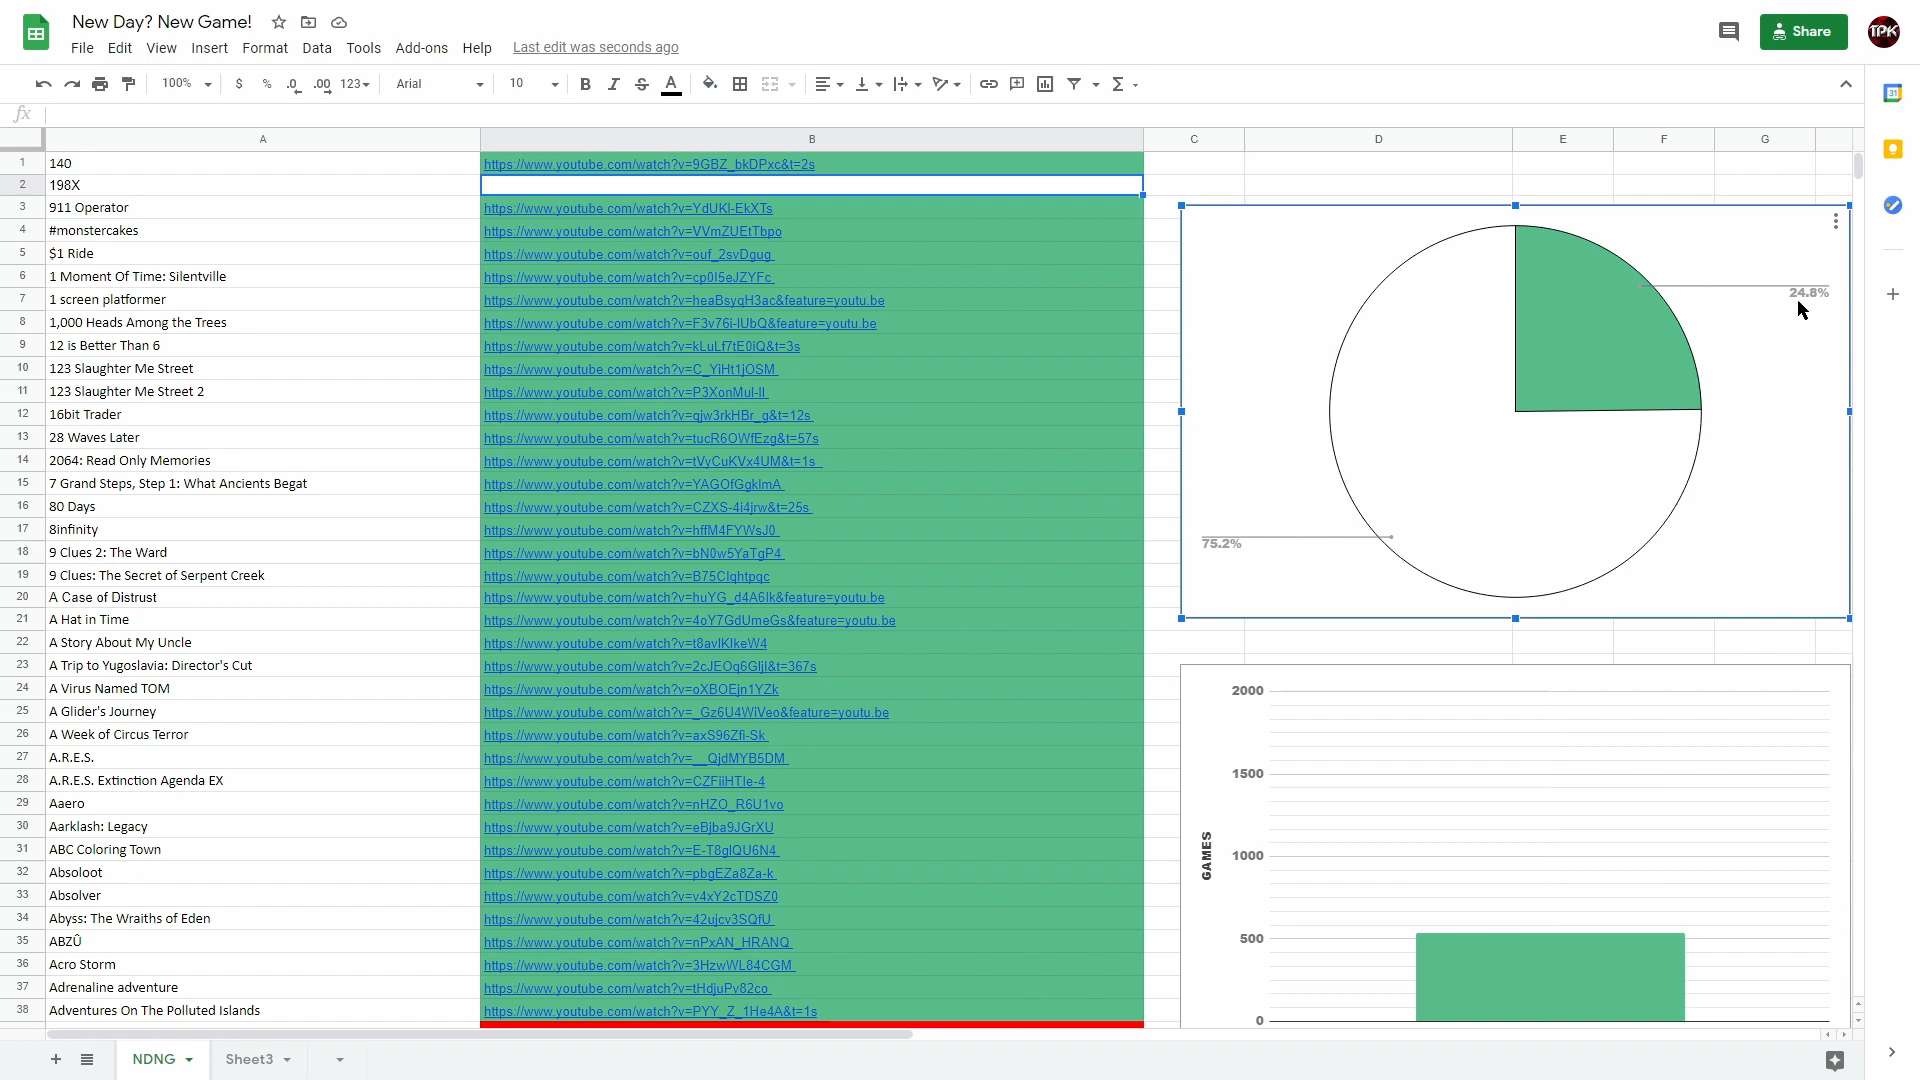 New Day? New Game!
File Edit View Insert Format Data Tools Add-ons Help Last edit was seconds ago
Share
TPK
100% $ % .0 .00 123 Arial 10 B I S A
31
fx
A B C D E F G
1 140 https://www.youtube.com/watch?v=9GBZ_bkDPxc&t=2s
2 198X
3 911 Operator https://www.youtube.com/watch?v=YdUKI-EkXTs
4 #monstercakes https://www.youtube.com/watch?v=VVmZUEtTbpo
5 $1 Ride https://www.youtube.com/watch?v=ouf_2svDgug
6 1 Moment Of Time: Silentville https://www.youtube.com/watch?v=cp0I5eJZYFc
7 1 screen platformer https://www.youtube.com/watch?v=heaBsyqH3ac&feature=youtu.be
8 1,000 Heads Among the Trees https://www.youtube.com/watch?v=F3v76i-lUbQ&feature=youtu.be
9 12 is Better Than 6 https://www.youtube.com/watch?v=kLuLf7tE0iQ&t=3s
10 123 Slaughter Me Street https://www.youtube.com/watch?v=C_YiHt1jOSM
11 123 Slaughter Me Street 2 https://www.youtube.com/watch?v=P3XonMul-lI
12 16bit Trader https://www.youtube.com/watch?v=qjw3rkHBr_g&t=12s
13 28 Waves Later https://www.youtube.com/watch?v=tucR6OWfEzg&t=57s
14 2064: Read Only Memories https://www.youtube.com/watch?v=tVyCuKVx4UM&t=1s
15 7 Grand Steps, Step 1: What Ancients Begat https://www.youtube.com/watch?v=YAGOfGgklmA
16 80 Days https://www.youtube.com/watch?v=CZXS-4i4jrw&t=25s
17 8infinity https://www.youtube.com/watch?v=hffM4FYWsJ0
18 9 Clues 2: The Ward https://www.youtube.com/watch?v=bN0w5YaTgP4
19 9 Clues: The Secret of Serpent Creek https://www.youtube.com/watch?v=B75CIqhtpqc
20 A Case of Distrust https://www.youtube.com/watch?v=huYG_d4A6lk&feature=youtu.be
21 A Hat in Time https://www.youtube.com/watch?v=4oY7GdUmeGs&feature=youtu.be
22 A Story About My Uncle https://www.youtube.com/watch?v=t8avlKIkeW4
23 A Trip to Yugoslavia: Director's Cut https://www.youtube.com/watch?v=2cJEOq6GljI&t=367s
24 A Virus Named TOM https://www.youtube.com/watch?v=oXBOEjn1YZk
25 A Glider's Journey https://www.youtube.com/watch?v=_Gz6U4WiVeo&feature=youtu.be
26 A Week of Circus Terror https://www.youtube.com/watch?v=axS96Zfi-Sk
27 A.R.E.S. https://www.youtube.com/watch?v=__QjdMYB5DM
28 A.R.E.S. Extinction Agenda EX https://www.youtube.com/watch?v=CZFiiHTIe-4
29 Aaero https://www.youtube.com/watch?v=nHZO_R6U1vo
30 Aarklash: Legacy https://www.youtube.com/watch?v=eBjba9JGrXU
31 ABC Coloring Town https://www.youtube.com/watch?v=E-T8glQU6N4
32 Absoloot https://www.youtube.com/watch?v=pbgEZa8Za-k
33 Absolver https://www.youtube.com/watch?v=v4xY2cTDSZ0
34 Abyss: The Wraiths of Eden https://www.youtube.com/watch?v=42ujcv3SQfU
35 ABZÛ https://www.youtube.com/watch?v=nPxAN_HRANQ
36 Acro Storm https://www.youtube.com/watch?v=3HzwWL84CGM
37 Adrenaline adventure https://www.youtube.com/watch?v=tHdjuPv82co
38 Adventures On The Polluted Islands https://www.youtube.com/watch?v=PYY_Z_1He4A&t=1s
24.8%
75.2%
2000
1500
GAMES
1000
500
0
NDNG Sheet3